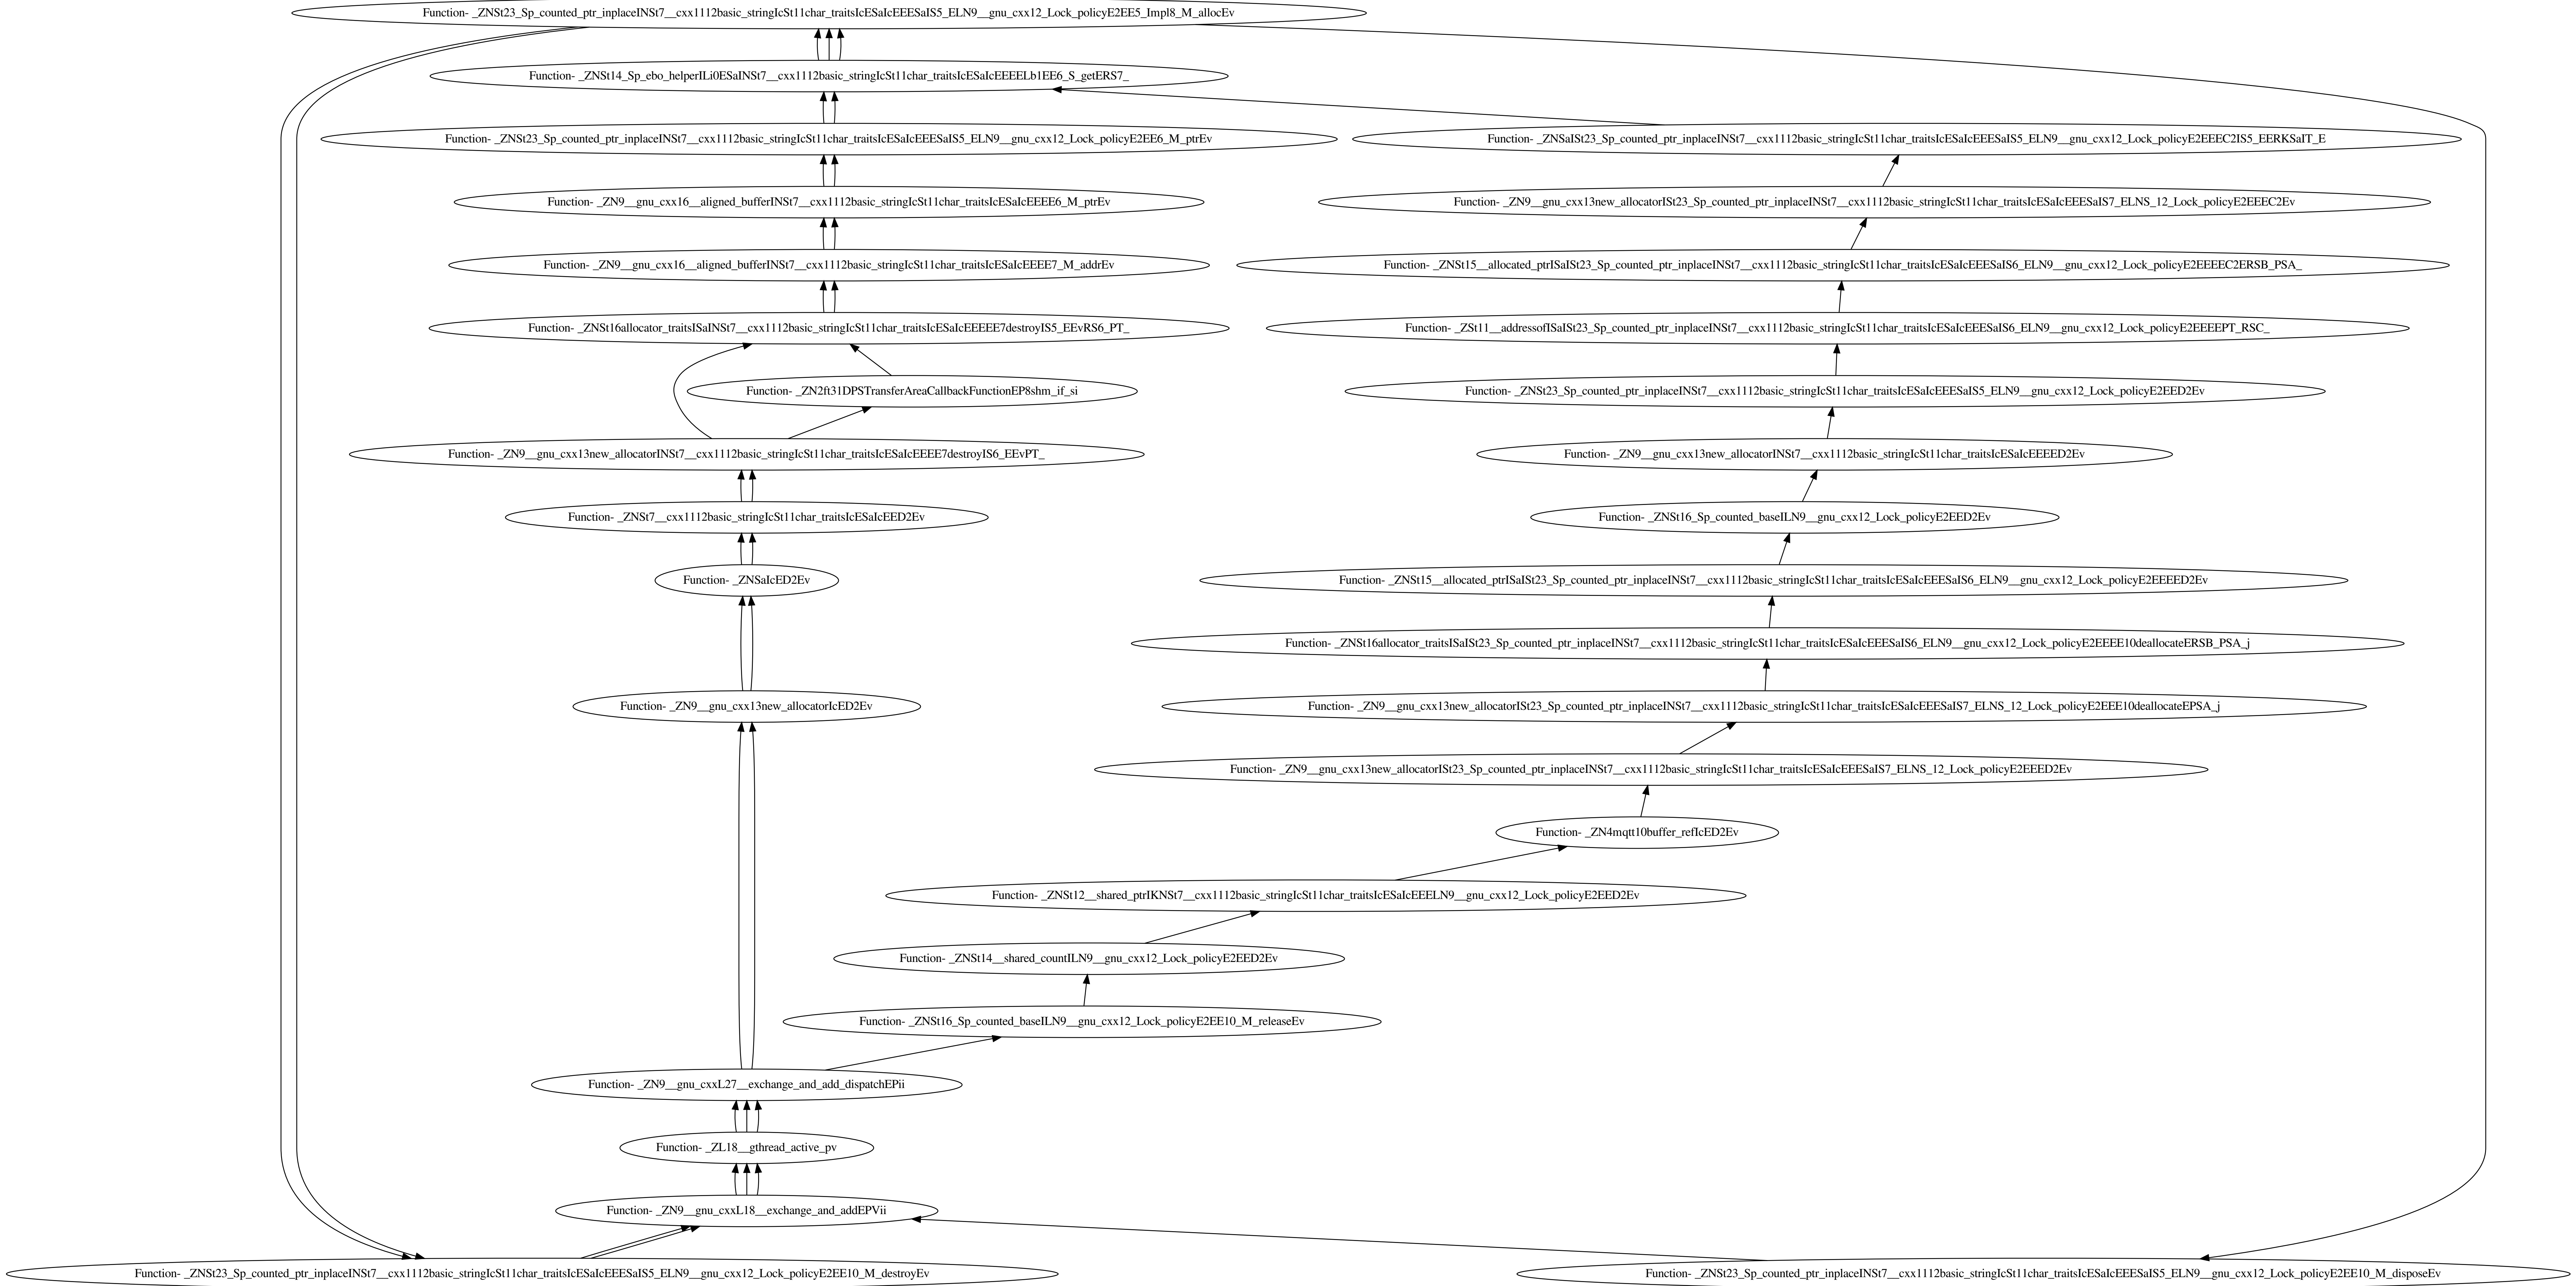 Function- _ZNSt23_Sp_counted_ptr_inplaceINSt7__cxx1112basic_stringIcSt11char_traitsIcESaIcEEESaIS5_ELN9__gnu_cxx12_Lock_policyE2EE5_Impl8_M_allocEv
Function- _ZNSt14_Sp_ebo_helperILi0ESaINSt7__cxx1112basic_stringIcSt11char_traitsIcESaIcEEEELb1EE6_S_getERS7_
Function- _ZNSt23_Sp_counted_ptr_inplaceINSt7__cxx1112basic_stringIcSt11char_traitsIcESaIcEEESaIS5_ELN9__gnu_cxx12_Lock_policyE2EE6_M_ptrEv
Function- _ZNSaISt23_Sp_counted_ptr_inplaceINSt7__cxx1112basic_stringIcSt11char_traitsIcESaIcEEESaIS5_ELN9__gnu_cxx12_Lock_policyE2EEEC2IS5_EERKSaIT_E
Function- _ZN9__gnu_cxx16__aligned_bufferINSt7__cxx1112basic_stringIcSt11char_traitsIcESaIcEEEE6_M_ptrEv
Function- _ZN9__gnu_cxx13new_allocatorISt23_Sp_counted_ptr_inplaceINSt7__cxx1112basic_stringIcSt11char_traitsIcESaIcEEESaIS7_ELNS_12_Lock_policyE2EEEC2Ev
Function- _ZN9__gnu_cxx16__aligned_bufferINSt7__cxx1112basic_stringIcSt11char_traitsIcESaIcEEEE7_M_addrEv
Function- _ZNSt15__allocated_ptrISaISt23_Sp_counted_ptr_inplaceINSt7__cxx1112basic_stringIcSt11char_traitsIcESaIcEEESaIS6_ELN9__gnu_cxx12_Lock_policyE2EEEEC2ERSB_PSA_
Function- _ZNSt16allocator_traitsISaINSt7__cxx1112basic_stringIcSt11char_traitsIcESaIcEEEEE7destroyIS5_EEvRS6_PT_
Function- _ZSt11__addressofISaISt23_Sp_counted_ptr_inplaceINSt7__cxx1112basic_stringIcSt11char_traitsIcESaIcEEESaIS6_ELN9__gnu_cxx12_Lock_policyE2EEEEPT_RSC_
Function- _ZN2ft31DPSTransferAreaCallbackFunctionEP8shm_if_si
Function- _ZNSt23_Sp_counted_ptr_inplaceINSt7__cxx1112basic_stringIcSt11char_traitsIcESaIcEEESaIS5_ELN9__gnu_cxx12_Lock_policyE2EED2Ev
Function- _ZN9__gnu_cxx13new_allocatorINSt7__cxx1112basic_stringIcSt11char_traitsIcESaIcEEEE7destroyIS6_EEvPT_
Function- _ZN9__gnu_cxx13new_allocatorINSt7__cxx1112basic_stringIcSt11char_traitsIcESaIcEEEED2Ev
Function- _ZNSt7__cxx1112basic_stringIcSt11char_traitsIcESaIcEED2Ev
Function- _ZNSt16_Sp_counted_baseILN9__gnu_cxx12_Lock_policyE2EED2Ev
Function- _ZNSaIcED2Ev
Function- _ZNSt15__allocated_ptrISaISt23_Sp_counted_ptr_inplaceINSt7__cxx1112basic_stringIcSt11char_traitsIcESaIcEEESaIS6_ELN9__gnu_cxx12_Lock_policyE2EEEED2Ev
Function- _ZNSt16allocator_traitsISaISt23_Sp_counted_ptr_inplaceINSt7__cxx1112basic_stringIcSt11char_traitsIcESaIcEEESaIS6_ELN9__gnu_cxx12_Lock_policyE2EEEE10deallocateERSB_PSA_j
Function- _ZN9__gnu_cxx13new_allocatorIcED2Ev
Function- _ZN9__gnu_cxx13new_allocatorISt23_Sp_counted_ptr_inplaceINSt7__cxx1112basic_stringIcSt11char_traitsIcESaIcEEESaIS7_ELNS_12_Lock_policyE2EEE10deallocateEPSA_j
Function- _ZN9__gnu_cxx13new_allocatorISt23_Sp_counted_ptr_inplaceINSt7__cxx1112basic_stringIcSt11char_traitsIcESaIcEEESaIS7_ELNS_12_Lock_policyE2EEED2Ev
Function- _ZN4mqtt10buffer_refIcED2Ev
Function- _ZNSt12__shared_ptrIKNSt7__cxx1112basic_stringIcSt11char_traitsIcESaIcEEELN9__gnu_cxx12_Lock_policyE2EED2Ev
Function- _ZNSt14__shared_countILN9__gnu_cxx12_Lock_policyE2EED2Ev
Function- _ZNSt16_Sp_counted_baseILN9__gnu_cxx12_Lock_policyE2EE10_M_releaseEv
Function- _ZN9__gnu_cxxL27__exchange_and_add_dispatchEPii
Function- _ZL18__gthread_active_pv
Function- _ZN9__gnu_cxxL18__exchange_and_addEPVii
Function- _ZNSt23_Sp_counted_ptr_inplaceINSt7__cxx1112basic_stringIcSt11char_traitsIcESaIcEEESaIS5_ELN9__gnu_cxx12_Lock_policyE2EE10_M_destroyEv
Function- _ZNSt23_Sp_counted_ptr_inplaceINSt7__cxx1112basic_stringIcSt11char_traitsIcESaIcEEESaIS5_ELN9__gnu_cxx12_Lock_policyE2EE10_M_disposeEv